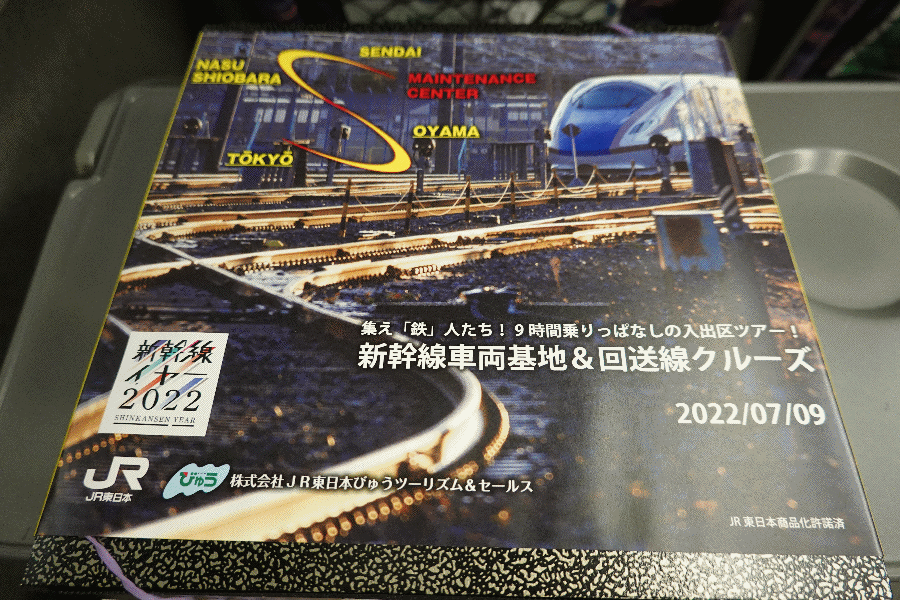 SENDAI
NASU
SHIOBARA
MAINTENANCE
CENTER
OYAMA
TŌKYŌ
集え「鉄」人たち！９時間乗りっぱなしの入出区ツアー！
新幹線車両基地＆回送線クルーズ
2022/07/09
新幹線
イヤー
2022
SHINKANSEN YEAR
JR
JR東日本
びゅう
株式会社ＪＲ東日本びゅうツーリズム&セールス
JR東日本商品化許諾済